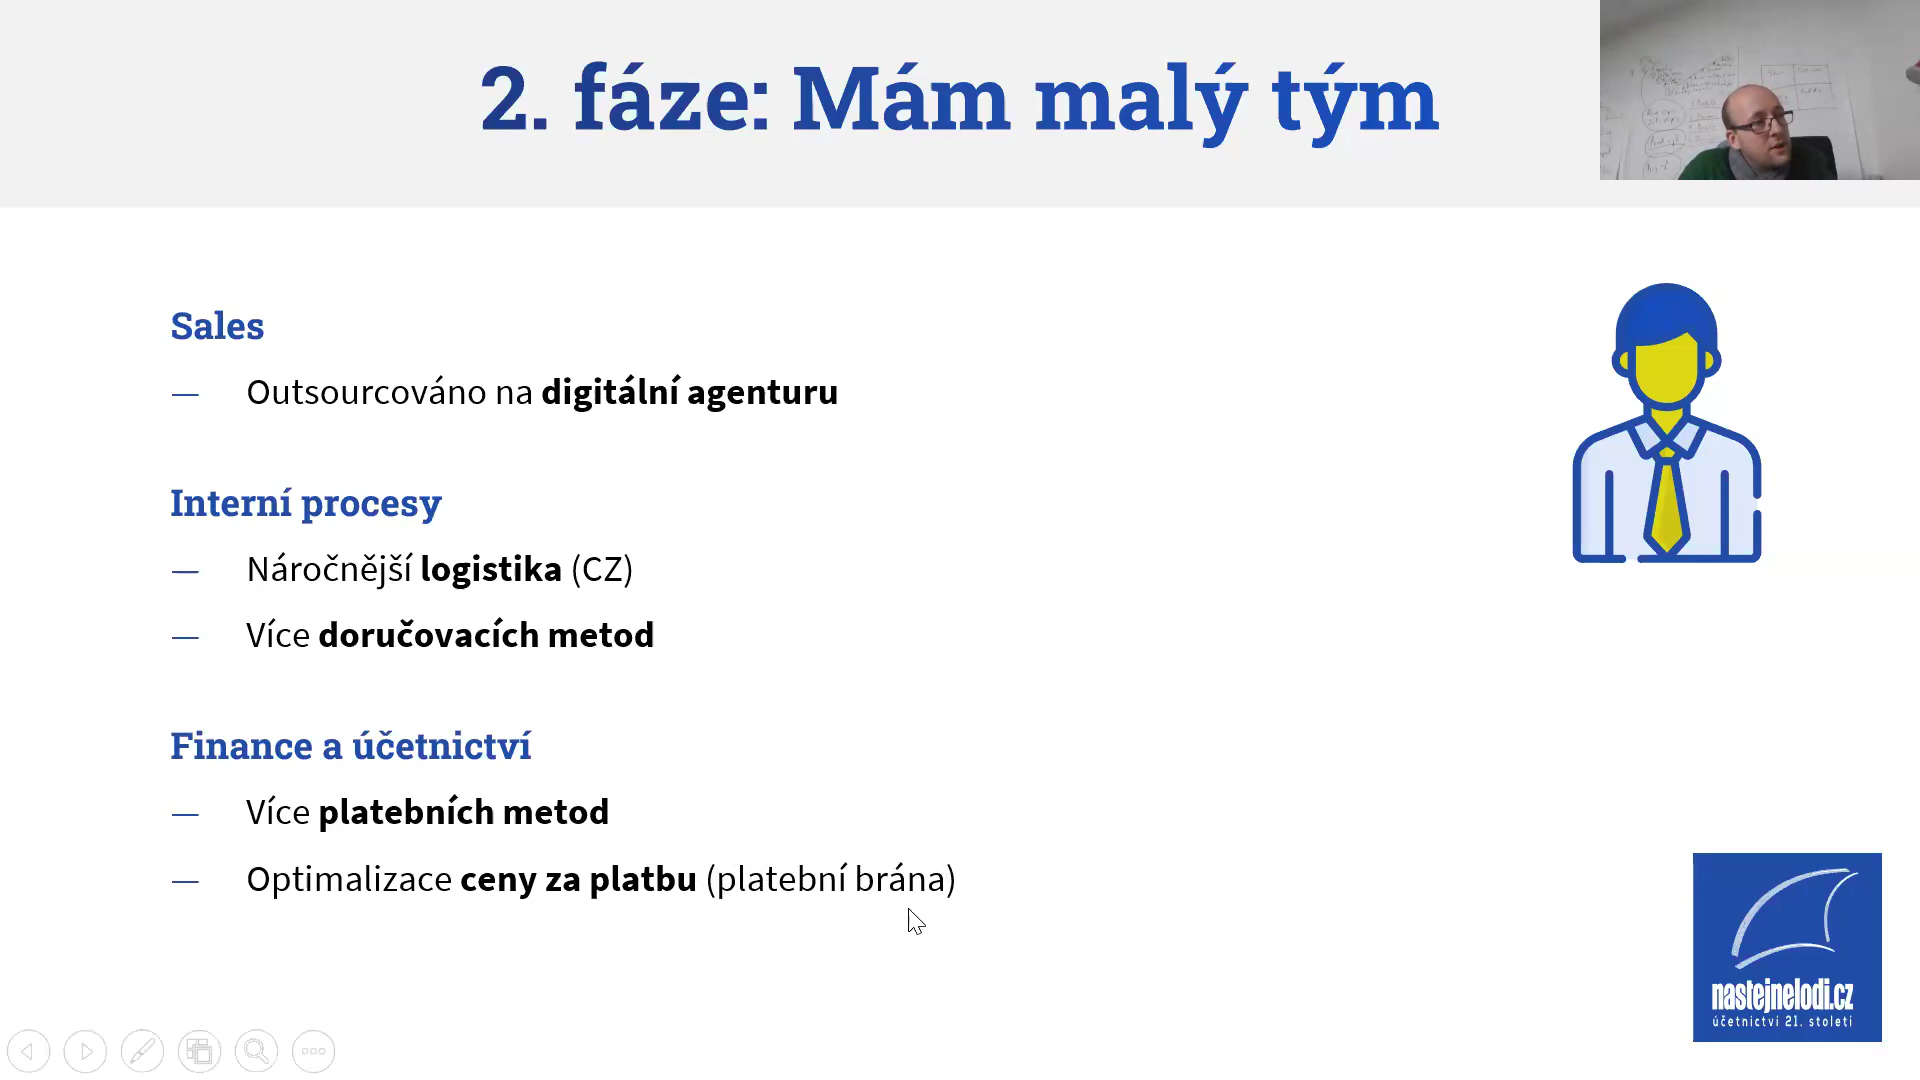 2. fáze: Mám malý tým
Sales
— Outsourcováno na digitální agenturu
Interní procesy
— Náročnější logistika (CZ)
— Více doručovacích metod
Finance a účetnictví
— Více platebních metod
— Optimalizace ceny za platbu (platební brána)
nastejnelodi.cz
účetnictví 21. století